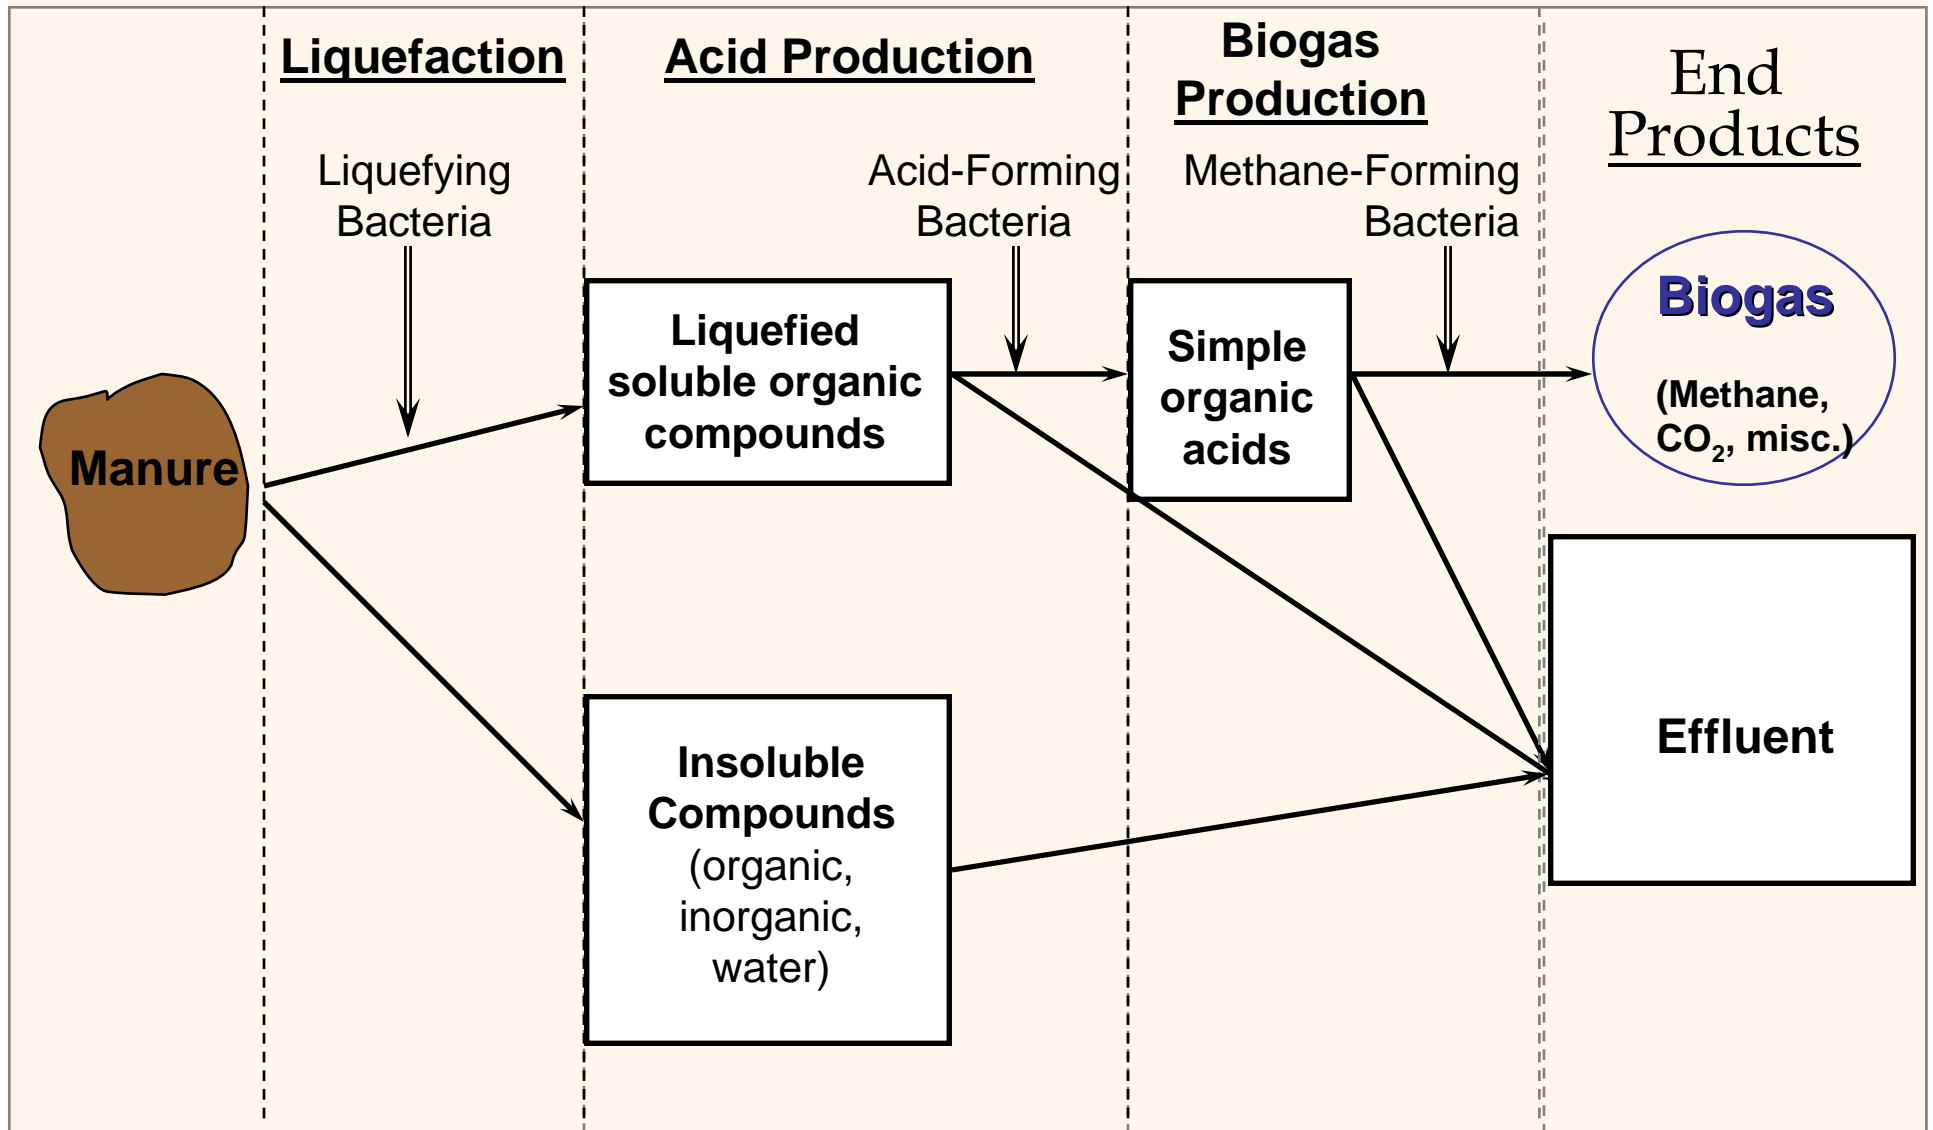 Liquefaction
Acid Production
Biogas
Production
End
Products
Liquefying
Bacteria
Acid-Forming
Bacteria
Methane-Forming
Bacteria
Manure
Liquefied
soluble organic
compounds
Simple
organic
acids
Biogas
(Methane,
CO₂, misc.)
Insoluble
Compounds
(organic,
inorganic,
water)
Effluent